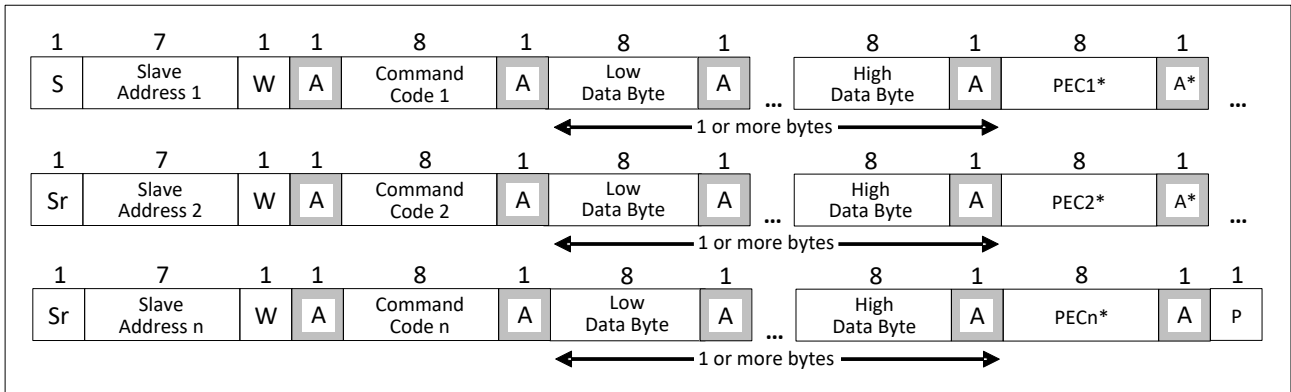 1 7 1 1 8 1 8 1 8 1 8 1
S Slave Address 1 W A Command Code 1 A Low Data Byte A ... High Data Byte A PEC1* A* ...
1 or more bytes
1 7 1 1 8 1 8 1 8 1 8 1
Sr Slave Address 2 W A Command Code 2 A Low Data Byte A ... High Data Byte A PEC2* A* ...
1 or more bytes
1 7 1 1 8 1 8 1 8 1 8 1 1
Sr Slave Address n W A Command Code n A Low Data Byte A ... High Data Byte A PECn* A P
1 or more bytes